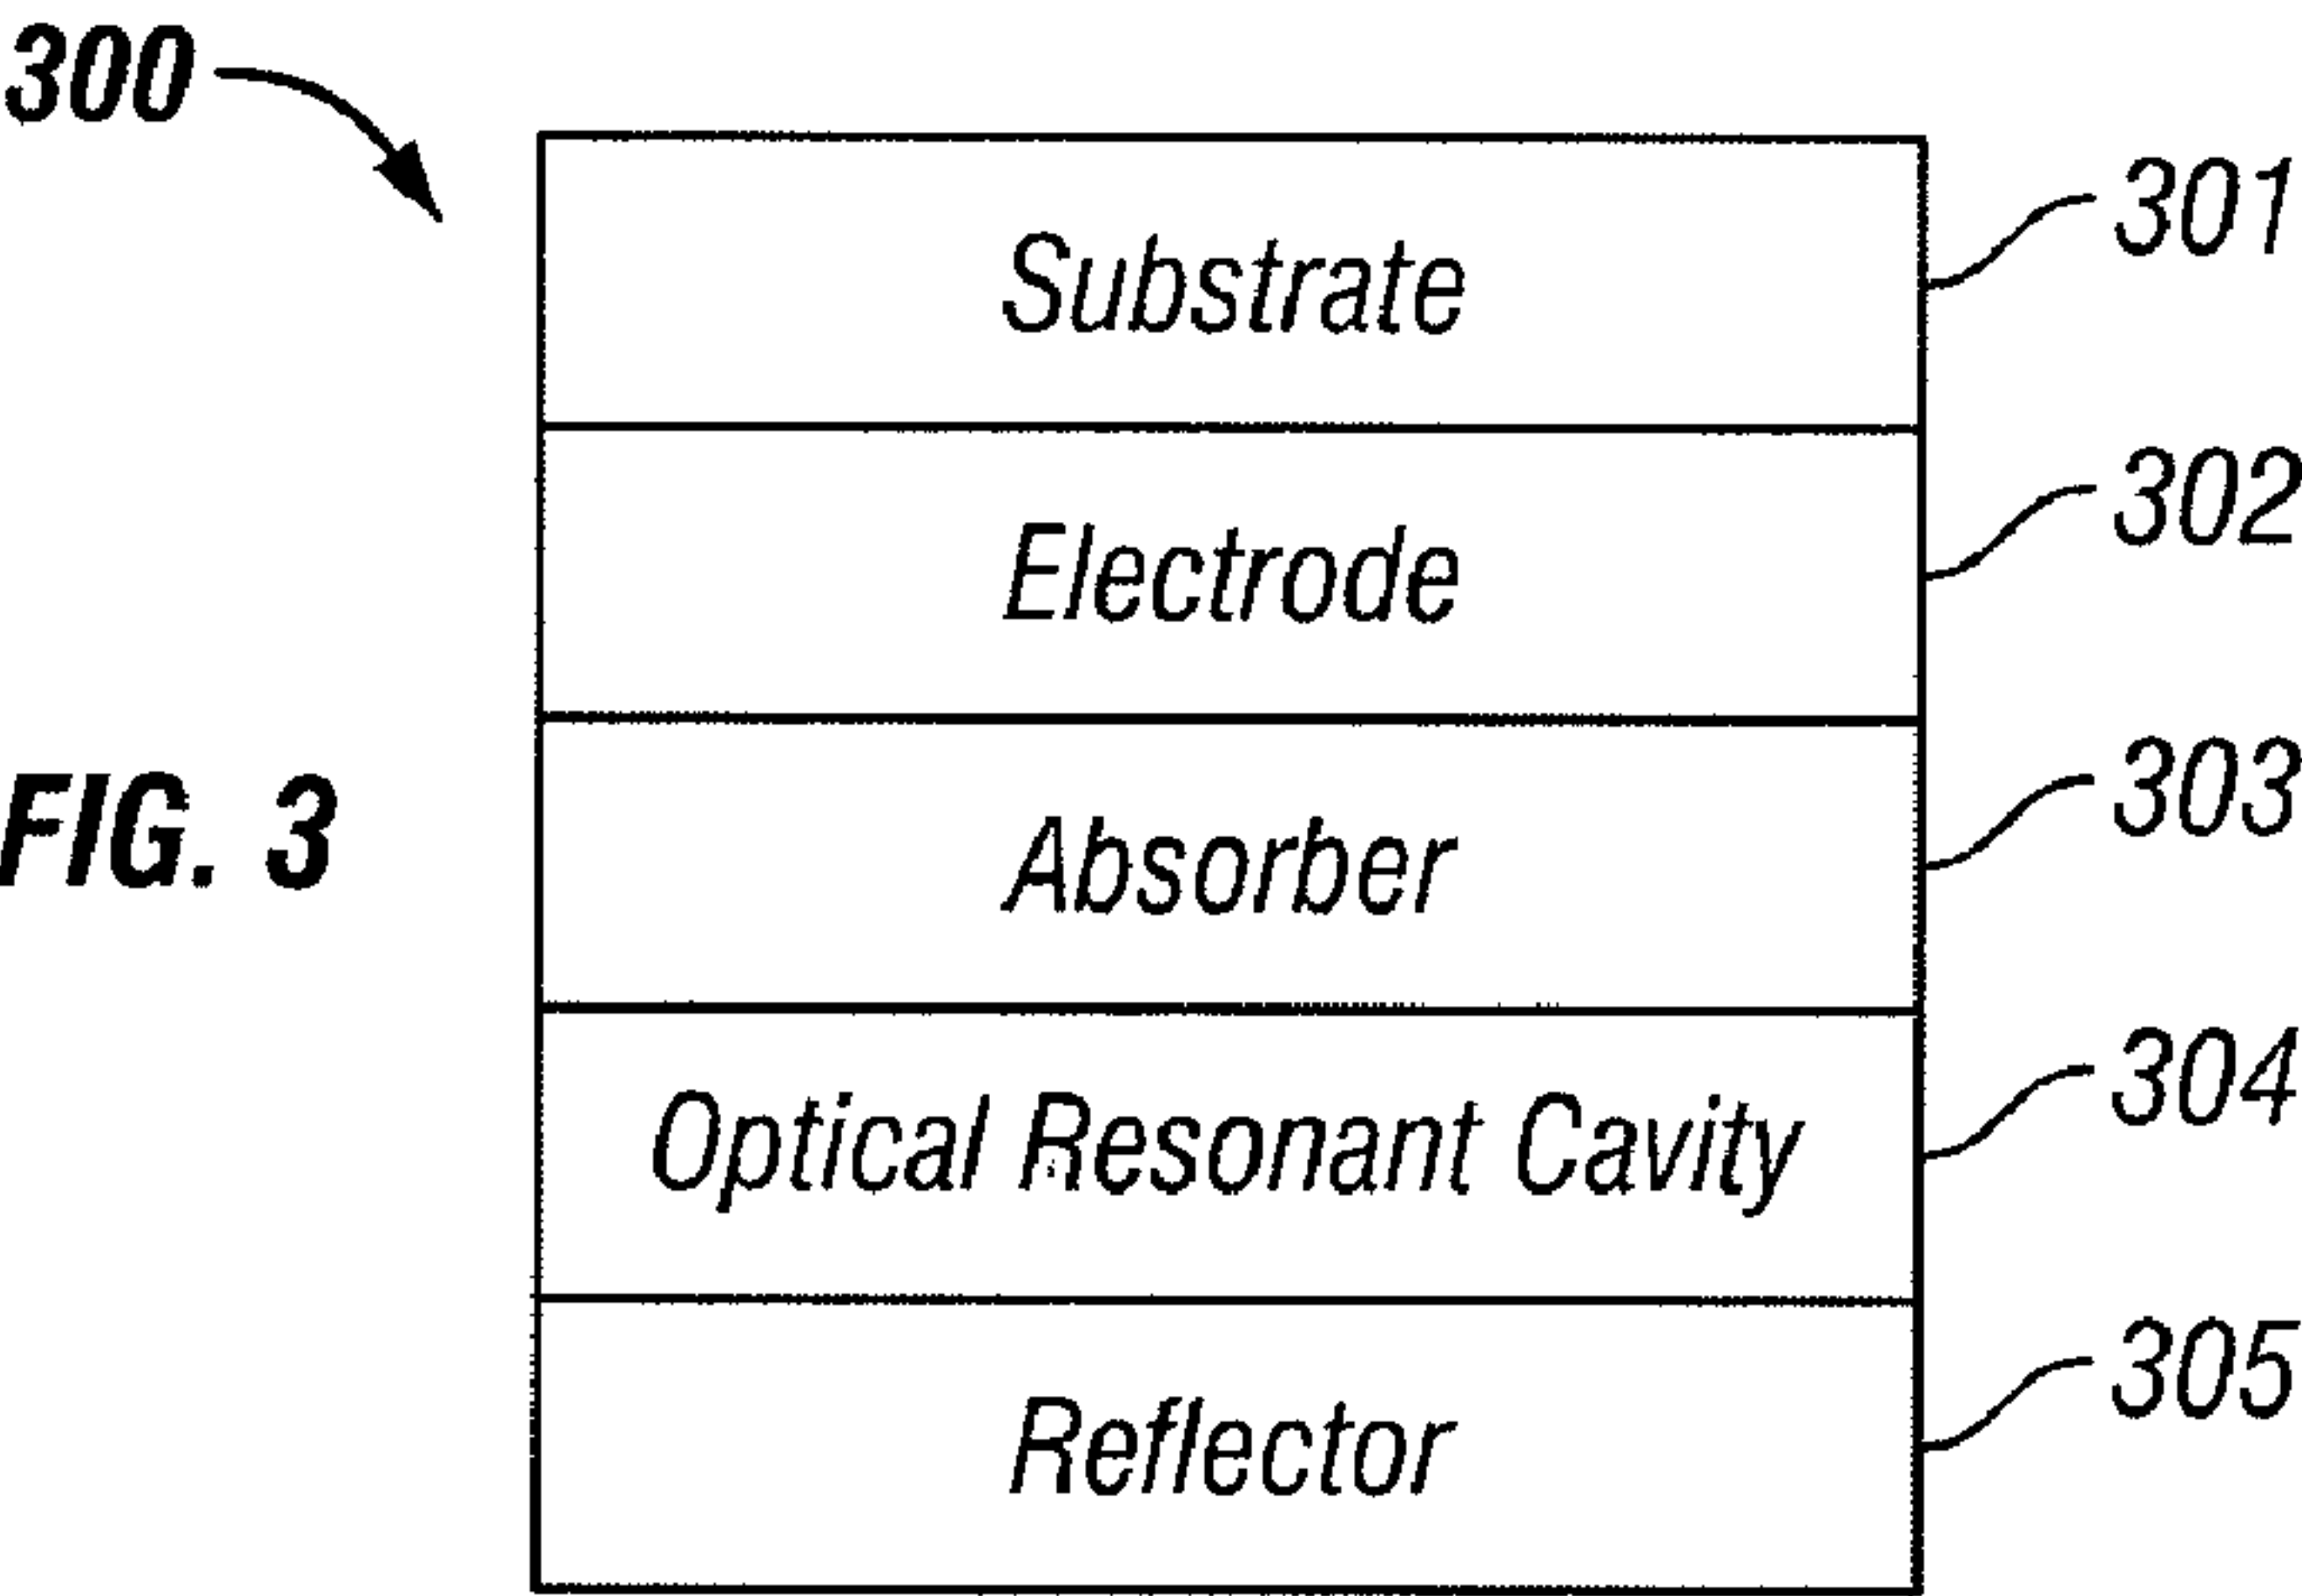 300
Substrate 301
Electrode 302
FIG. 3
Absorber 303
Optical Resonant Cavity 304
Reflector 305